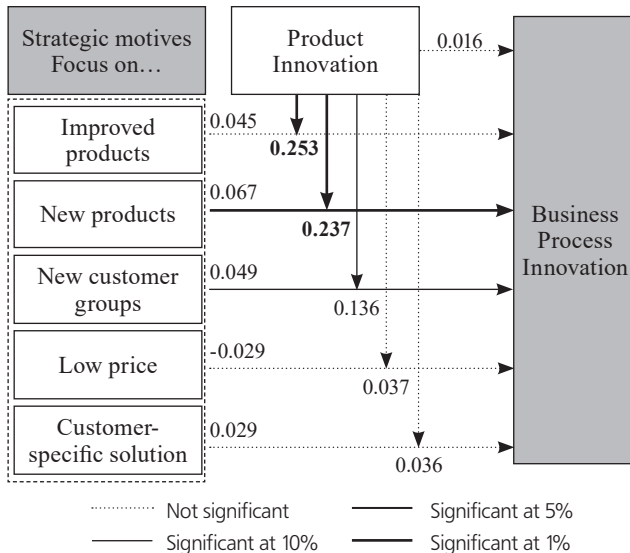 Strategic motives
Focus on…
Product
Innovation
0.016
Improved
products
0.045
0.253
New products
0.067
0.237
Business
Process
Innovation
New customer
groups
0.049
0.136
Low price
-0.029
0.037
Customer-
specific solution
0.029
0.036
Not significant
Significant at 5%
Significant at 10%
Significant at 1%